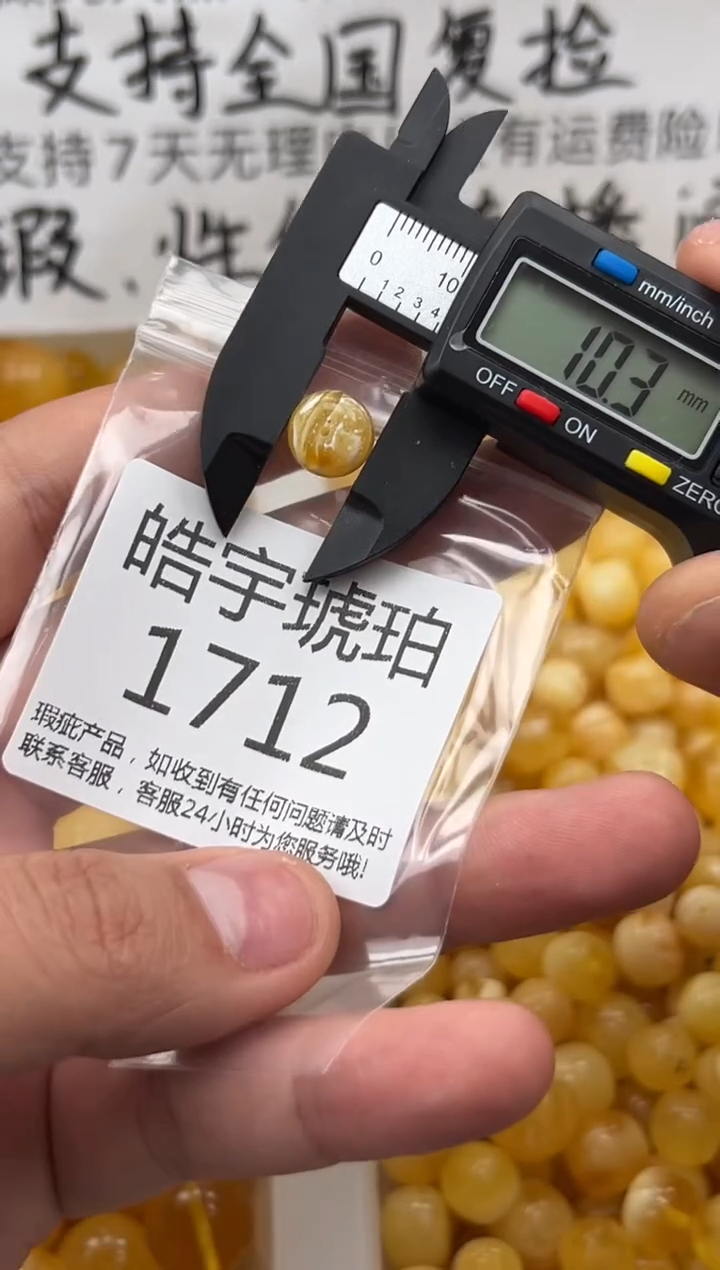 支持全国复检
支持7天无理
有运费险
瑕、性
0 10
1 2 3 4
mm/inch
10.3 mm
OFF
ON
ZERO
皓宇琥珀
1712
瑕疵产品，如收到有任何问题请及时
联系客服，客服24小时为您服务哦!